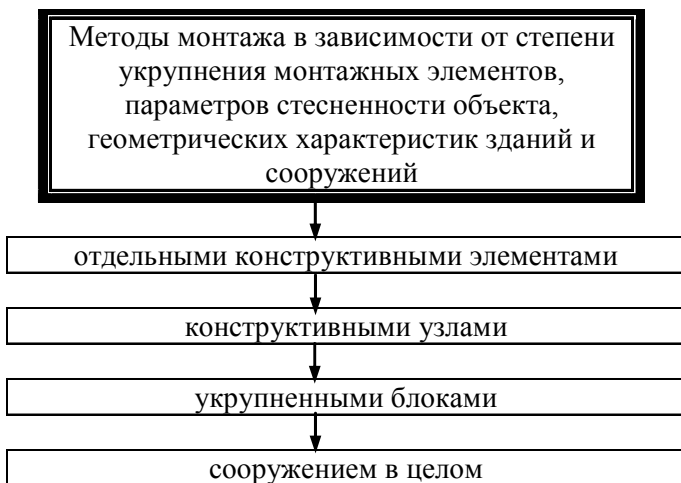 Методы монтажа в зависимости от степени
укрупнения монтажных элементов,
параметров стесненности объекта,
геометрических характеристик зданий и
сооружений
отдельными конструктивными элементами
конструктивными узлами
укрупненными блоками
сооружением в целом